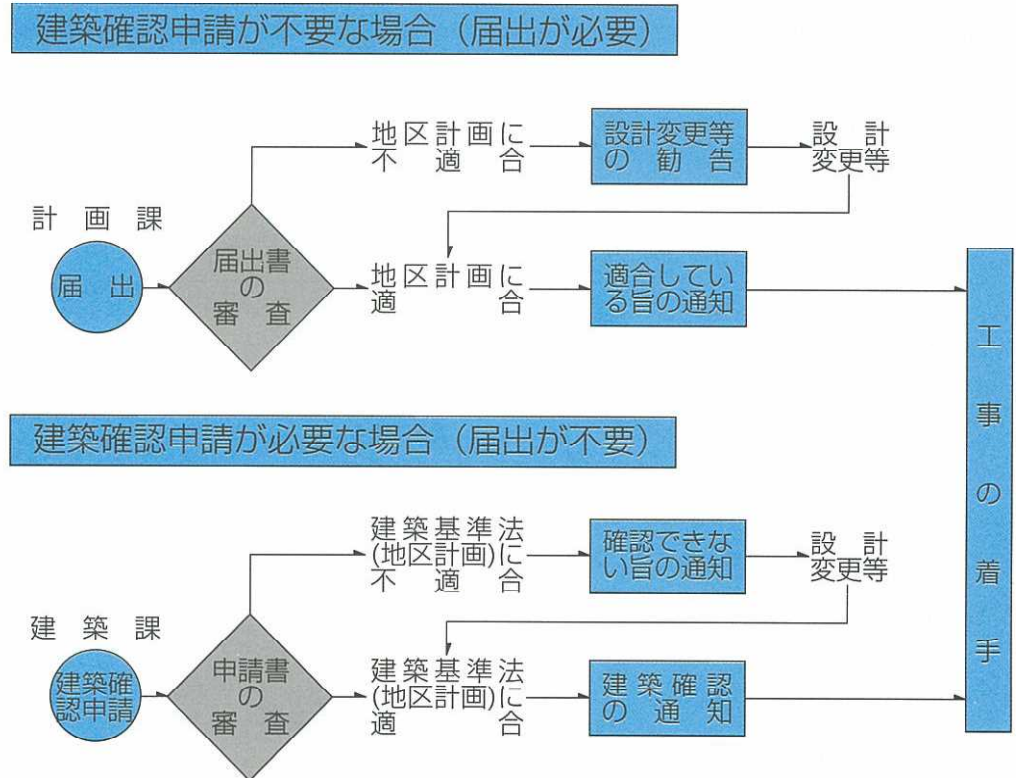 建築確認申請が不要な場合（届出が必要）
地区計画に
不適合
設計変更等
の勧告
設計
変更等
計画課
届出
届出書
の
審査
地区計画に
適合
適合してい
る旨の通知
工事の着手
建築確認申請が必要な場合（届出が不要）
建築基準法
(地区計画)に
不適合
確認できな
い旨の通知
設計
変更等
建築課
建築確
認申請
申請書
の
審査
建築基準法
(地区計画)に
適合
建築確認
の通知